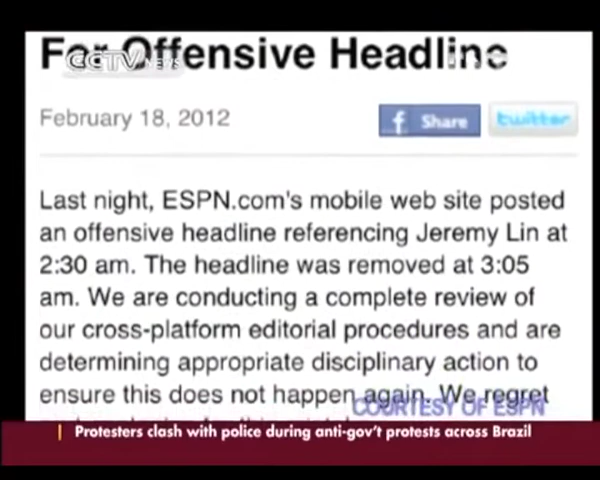 For Offensive Headline
CCTV NEWS
February 18, 2012
f Share
twitter
Last night, ESPN.com's mobile web site posted
an offensive headline referencing Jeremy Lin at
2:30 am. The headline was removed at 3:05
am. We are conducting a complete review of
our cross-platform editorial procedures and are
determining appropriate disciplinary action to
ensure this does not happen again. We regret
COURTESY OF ESPN
Protesters clash with police during anti-gov't protests across Brazil